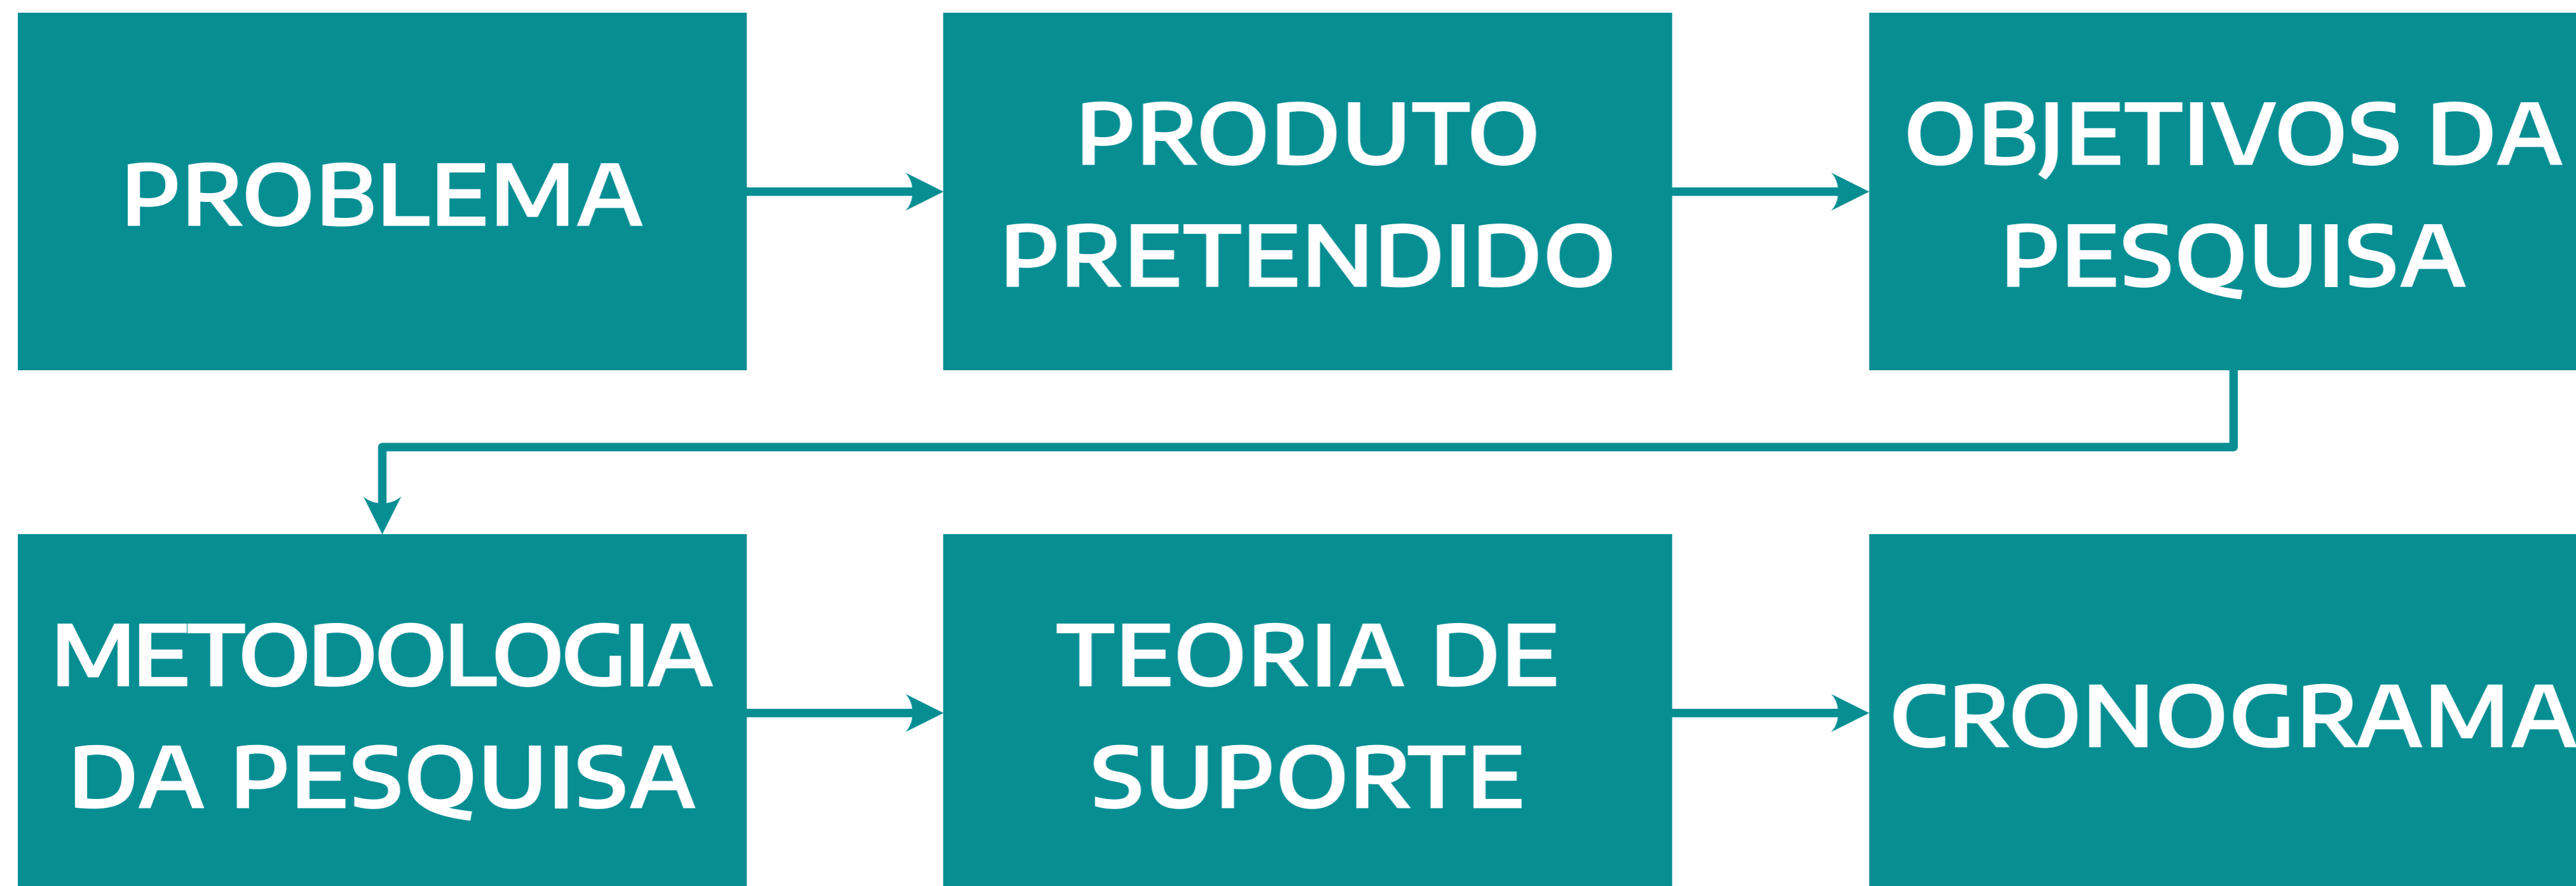 PROBLEMA
PRODUTO
PRETENDIDO
OBJETIVOS DA
PESQUISA
METODOLOGIA
DA PESQUISA
TEORIA DE
SUPORTE
CRONOGRAMA